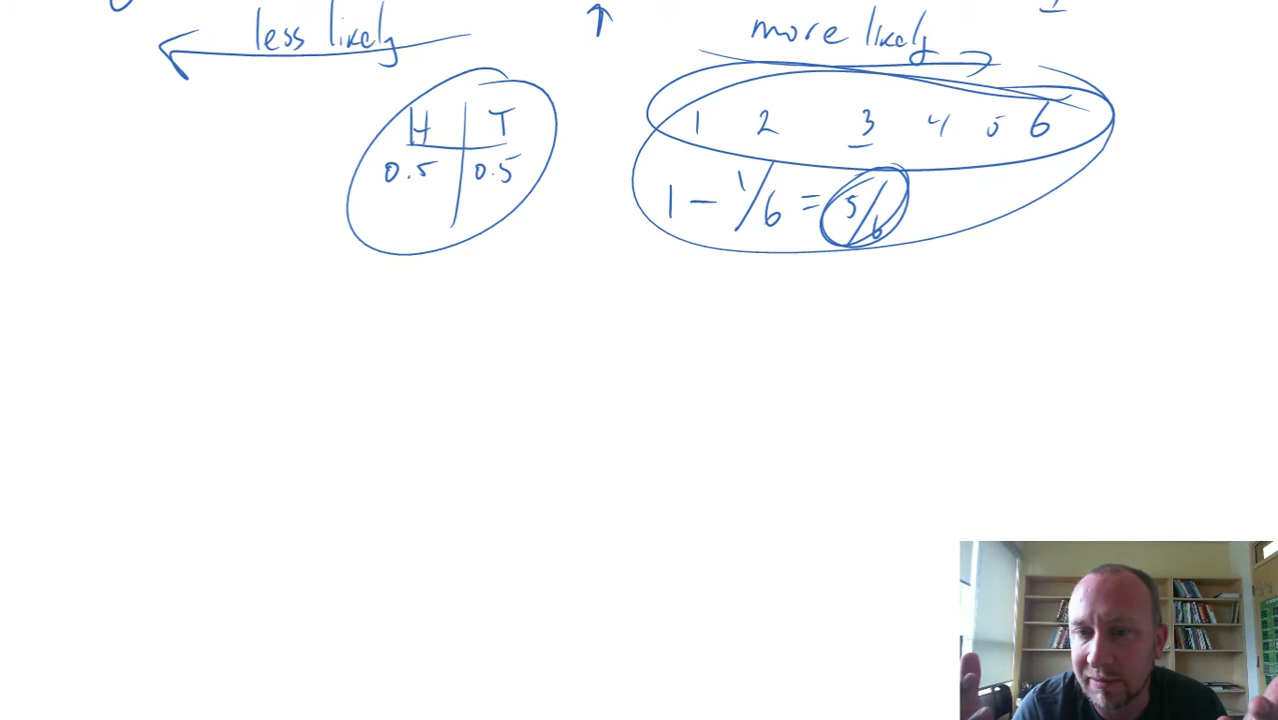 less likely ↑ more likely
H T 1 2 3 4 5 6
0.5 0.5 1 - 1/6 = 5/6